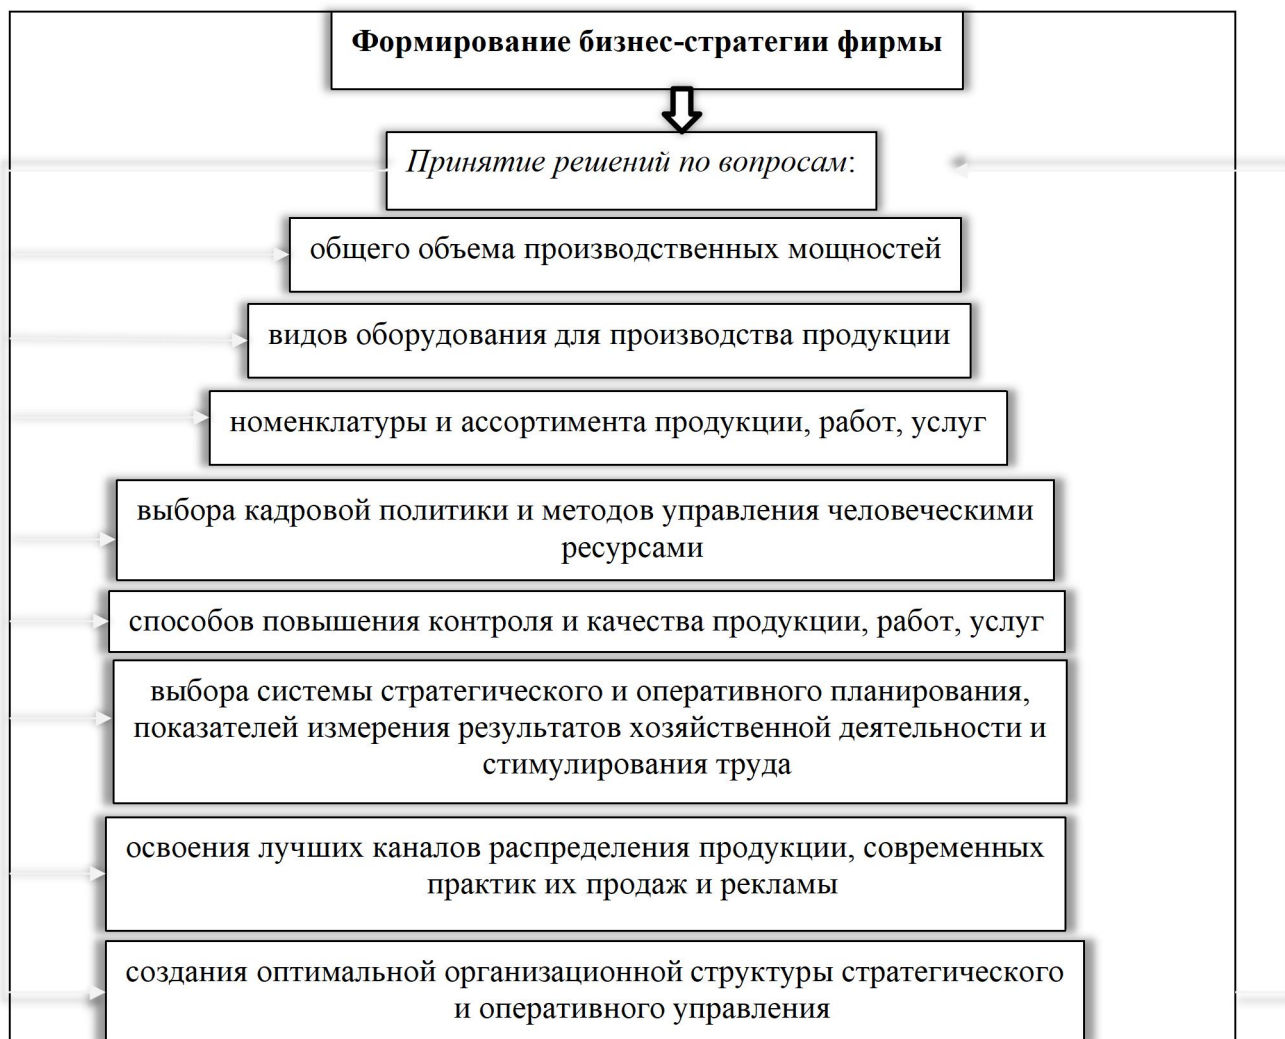 Формирование бизнес-стратегии фирмы
Принятие решений по вопросам:
общего объема производственных мощностей
видов оборудования для производства продукции
номенклатуры и ассортимента продукции, работ, услуг
выбора кадровой политики и методов управления человеческими
ресурсами
способов повышения контроля и качества продукции, работ, услуг
выбора системы стратегического и оперативного планирования,
показателей измерения результатов хозяйственной деятельности и
стимулирования труда
освоения лучших каналов распределения продукции, современных
практик их продаж и рекламы
создания оптимальной организационной структуры стратегического
и оперативного управления